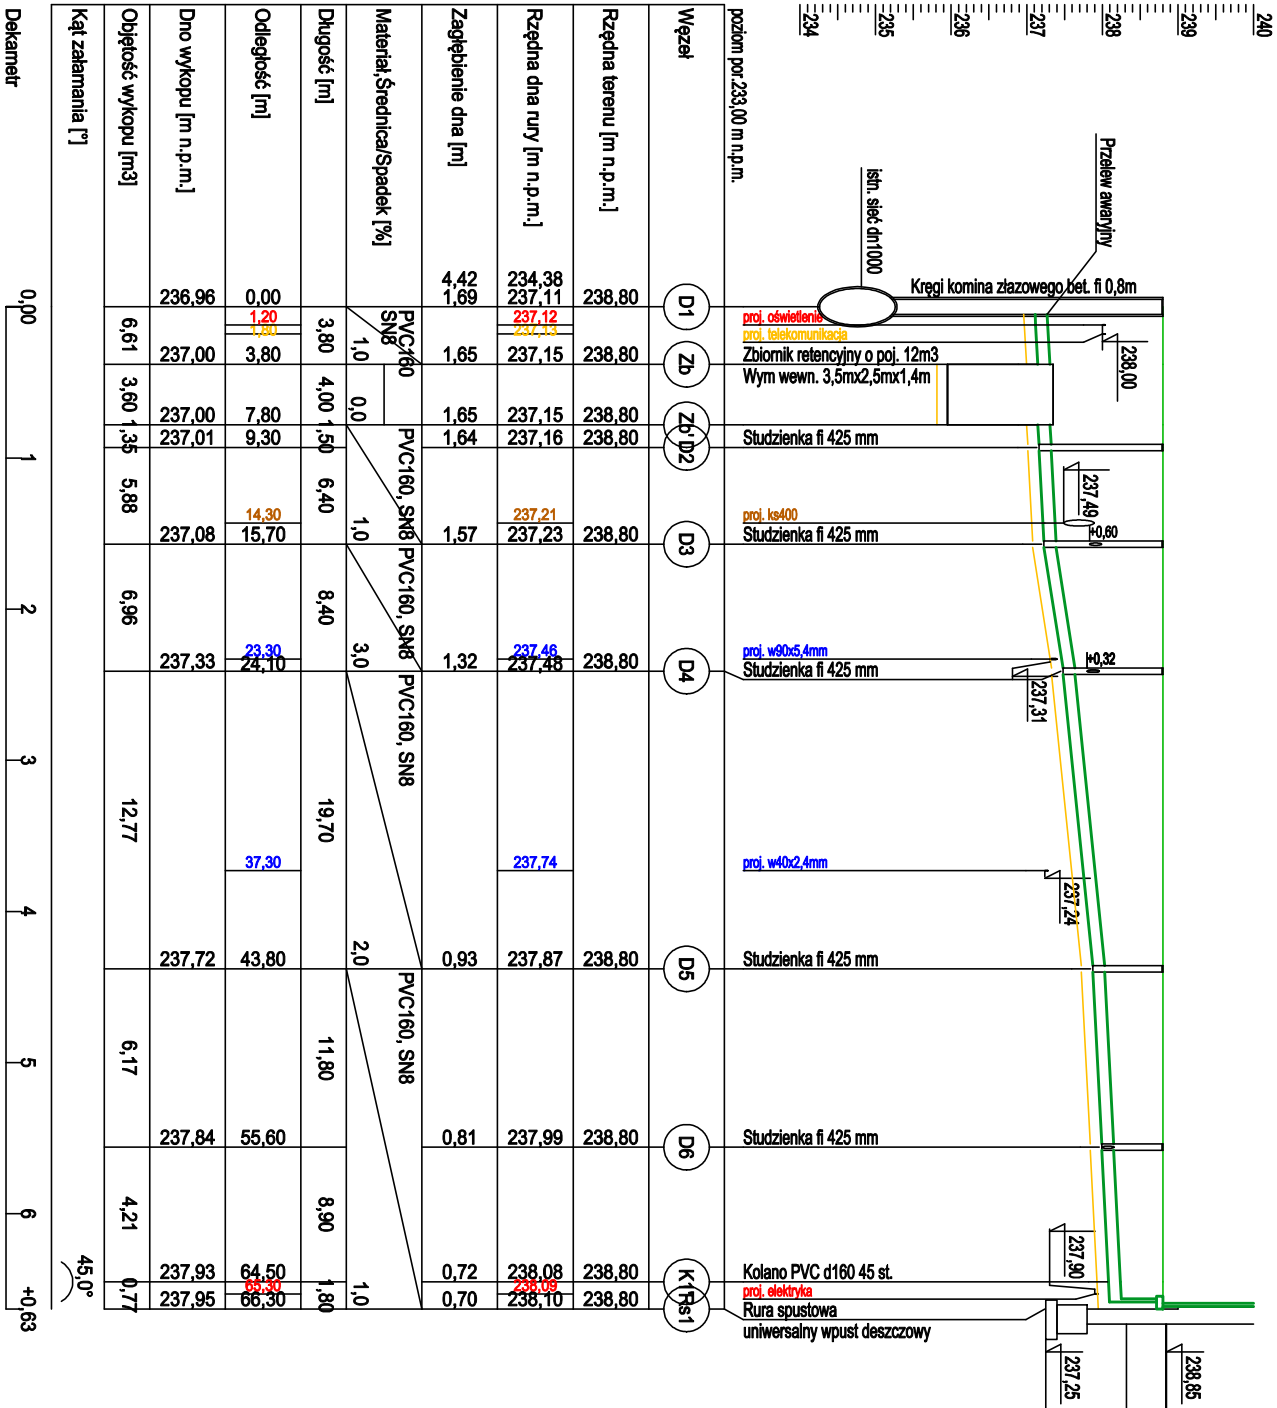 240
239
238
237
236
235
234
Przelew awaryjny
istn. sieć dn1000
Kręgi komina złazowego bet. fi 0,8m
poziom por.233,00 m n.p.m.
proj. oświetlenie
proj. telekomunikacja
238,00
Zbiornik retencyjny o poj. 12m3
Wym wewn. 3,5mx2,5mx1,4m
Studzienka fi 425 mm
237,49
proj. ks400
+0,60
Studzienka fi 425 mm
proj. w90x5,4mm
+0,32
Studzienka fi 425 mm
237,31
proj. w40x2,4mm
237,24
Studzienka fi 425 mm
Studzienka fi 425 mm
237,90
Kolano PVC d160 45 st.
proj. elektryka
Rura spustowa
uniwersalny wpust deszczowy
237,25
238,85
Węzeł
D1
Zb
Zb'
D2
D3
D4
D5
D6
K1
Rs1
Rzędna terenu [m n.p.m.]
238,80
238,80
238,80
238,80
238,80
238,80
238,80
238,80
238,80
238,80
Rzędna dna rury [m n.p.m.]
234,38
237,11
237,12
237,13
237,15
237,15
237,16
237,21
237,23
237,46
237,48
237,74
237,87
237,99
238,08
238,09
238,10
Zagłębienie dna [m]
4,42
1,69
1,65
1,65
1,64
1,57
1,32
0,93
0,81
0,72
0,70
Materiał,Średnica/Spadek [%]
PVC160
SN8
1,0
0,0
PVC160, SN8
1,0
PVC160, SN8
3,0
PVC160, SN8
2,0
PVC160, SN8
1,0
Długość [m]
3,80
4,00
1,50
6,40
8,40
19,70
11,80
8,90
1,80
Odległość [m]
0,00
1,20
1,80
3,80
7,80
9,30
14,30
15,70
23,30
24,10
37,30
43,80
55,60
64,50
65,30
66,30
Dno wykopu [m n.p.m.]
236,96
237,00
237,00
237,01
237,08
237,33
237,72
237,84
237,93
237,95
Objętość wykopu [m3]
6,61
3,60
1,35
5,88
6,96
12,77
6,17
4,21
0,77
Kąt załamania [°]
45,0°
Dekametr
0,00
1
2
3
4
5
6
+0,63